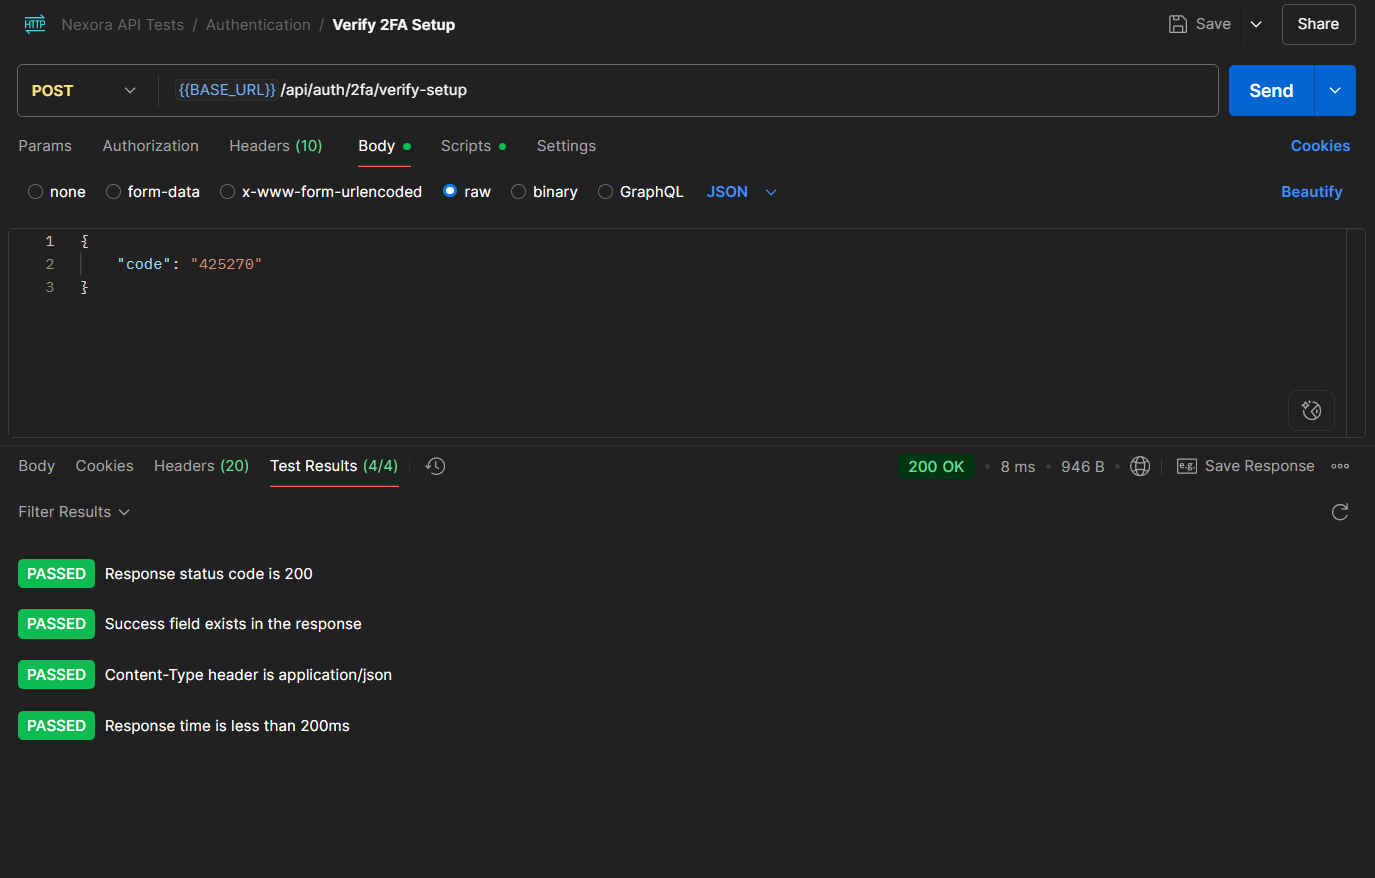 HTTP Nexora API Tests / Authentication / Verify 2FA Setup Save Share
POST {{BASE_URL}} /api/auth/2fa/verify-setup Send
Params Authorization Headers (10) Body Scripts Settings Cookies
none form-data x-www-form-urlencoded raw binary GraphQL JSON Beautify
1 {
2 "code": "425270"
3 }
Body Cookies Headers (20) Test Results (4/4) 200 OK 8 ms 946 B e.g. Save Response
Filter Results
PASSED Response status code is 200
PASSED Success field exists in the response
PASSED Content-Type header is application/json
PASSED Response time is less than 200ms